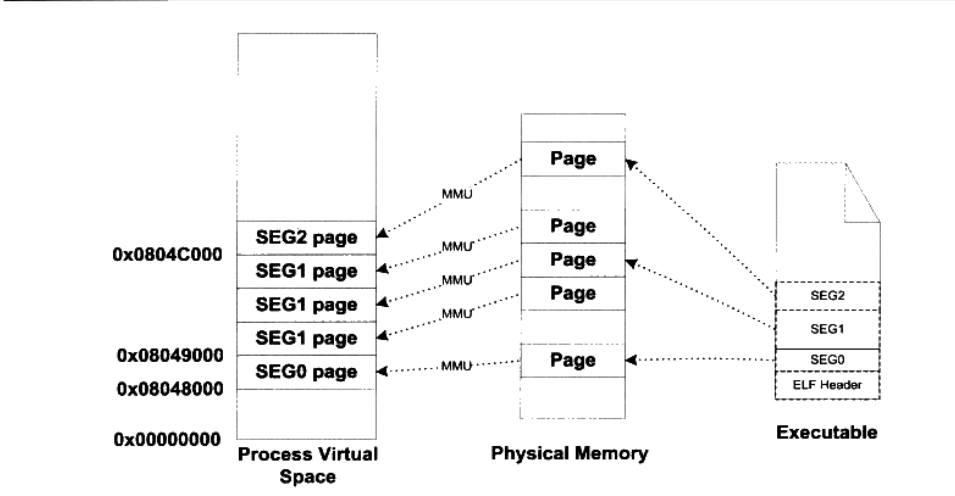 Page
MMU
SEG2 page
0x0804C000
Page
MMU
SEG1 page
Page
MMU
SEG1 page
Page
MMU
SEG1 page
0x08049000
SEG0 page
MMU
Page
0x08048000
0x00000000
SEG2
SEG1
SEG0
ELF Header
Process Virtual
Space
Physical Memory
Executable